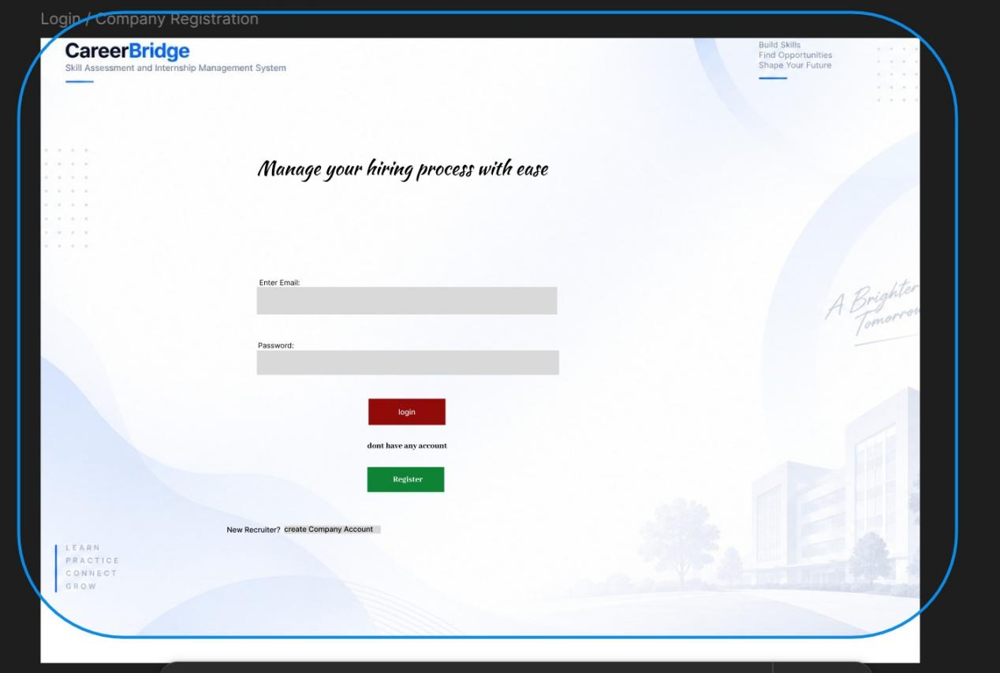 Login / Company Registration
CareerBridge
Skill Assessment and Internship Management System
Build Skills
Find Opportunities
Shape Your Future
Manage your hiring process with ease
A Brighter
Tomorrow
Enter Email:
Password:
login
dont have any account
Register
New Recruiter? create Company Account
LEARN
PRACTICE
CONNECT
GROW